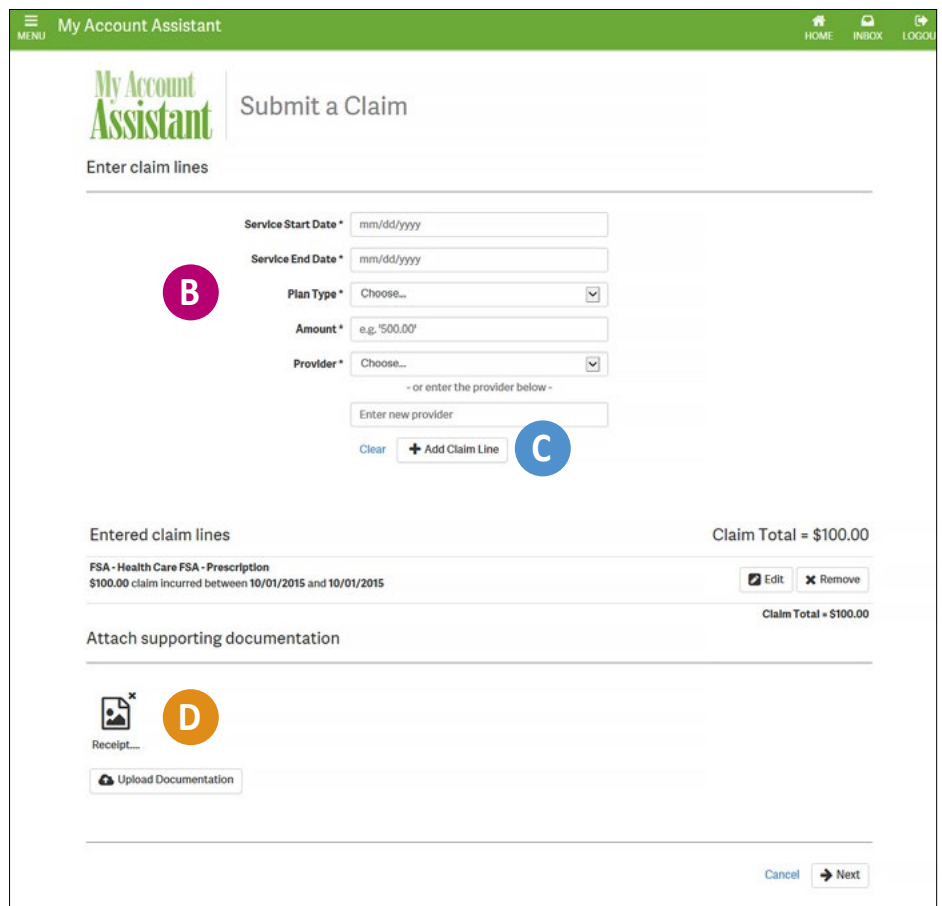 MENU
My Account Assistant
HOME
INBOX
LOGOU
My Account
Assistant
Submit a Claim
Enter claim lines
Service Start Date *
mm/dd/yyyy
Service End Date *
mm/dd/yyyy
B
Plan Type *
Choose...
Amount *
e.g. '500.00'
Provider *
Choose...
- or enter the provider below -
Enter new provider
Clear
Add Claim Line
C
Entered claim lines
Claim Total = $100.00
FSA - Health Care FSA - Prescription
$100.00 claim incurred between 10/01/2015 and 10/01/2015
Edit
Remove
Claim Total = $100.00
Attach supporting documentation
D
Receipt....
Upload Documentation
Cancel
Next